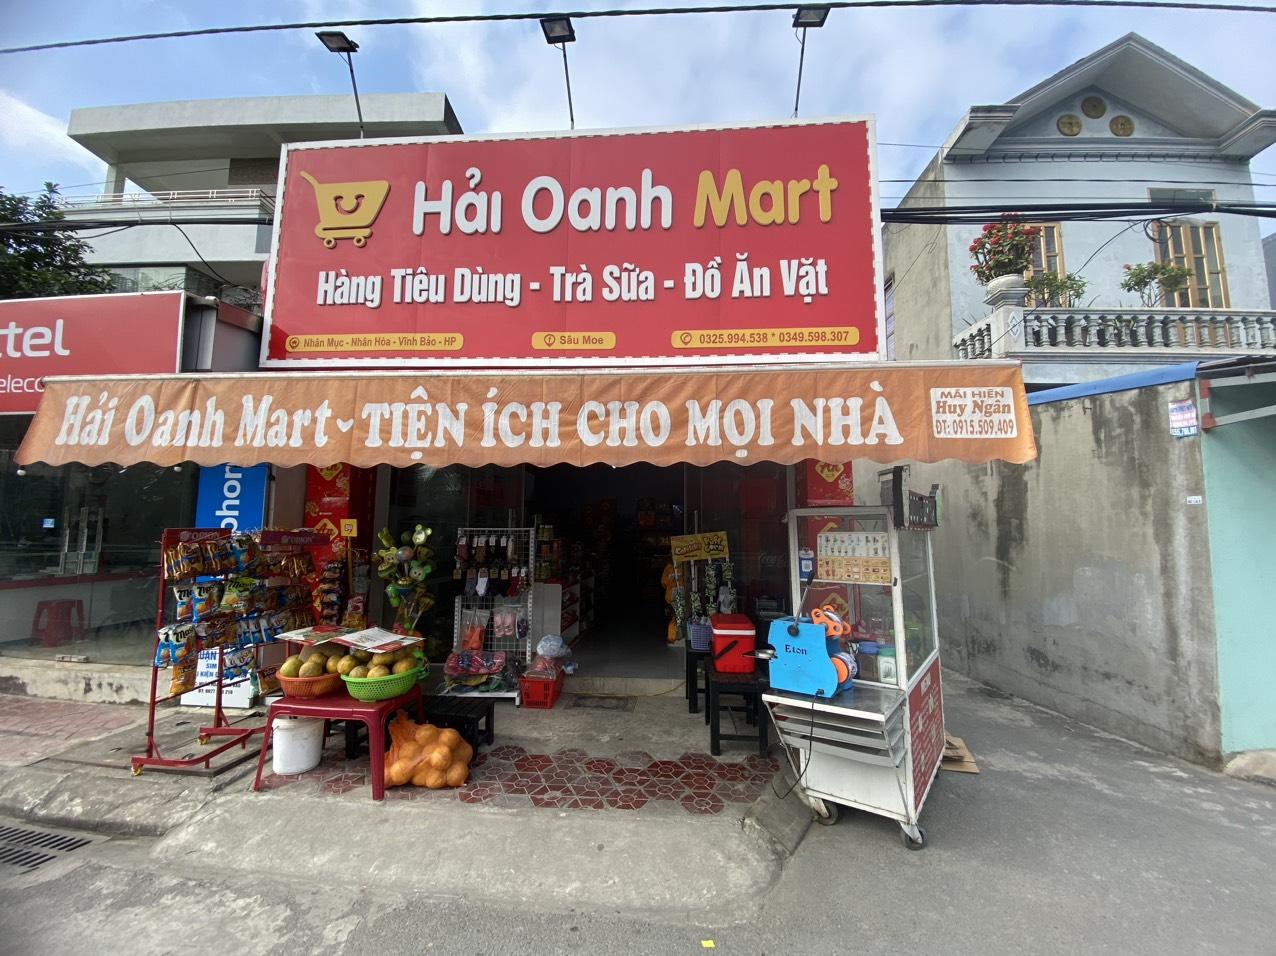 Hải Oanh Mart
Hàng Tiêu Dùng - Trà Sữa - Đồ Ăn Vặt
Nhân Mục - Nhân Hòa - Vĩnh Bảo - HP
Sâu Moe
0325.994.538 * 0349.598.307
Hải Oanh Mart - TIỆN ÍCH CHO MỌI NHÀ
MÁI HIÊN
Huy Ngân
ĐT: 0915.509.409
ORION
Eton